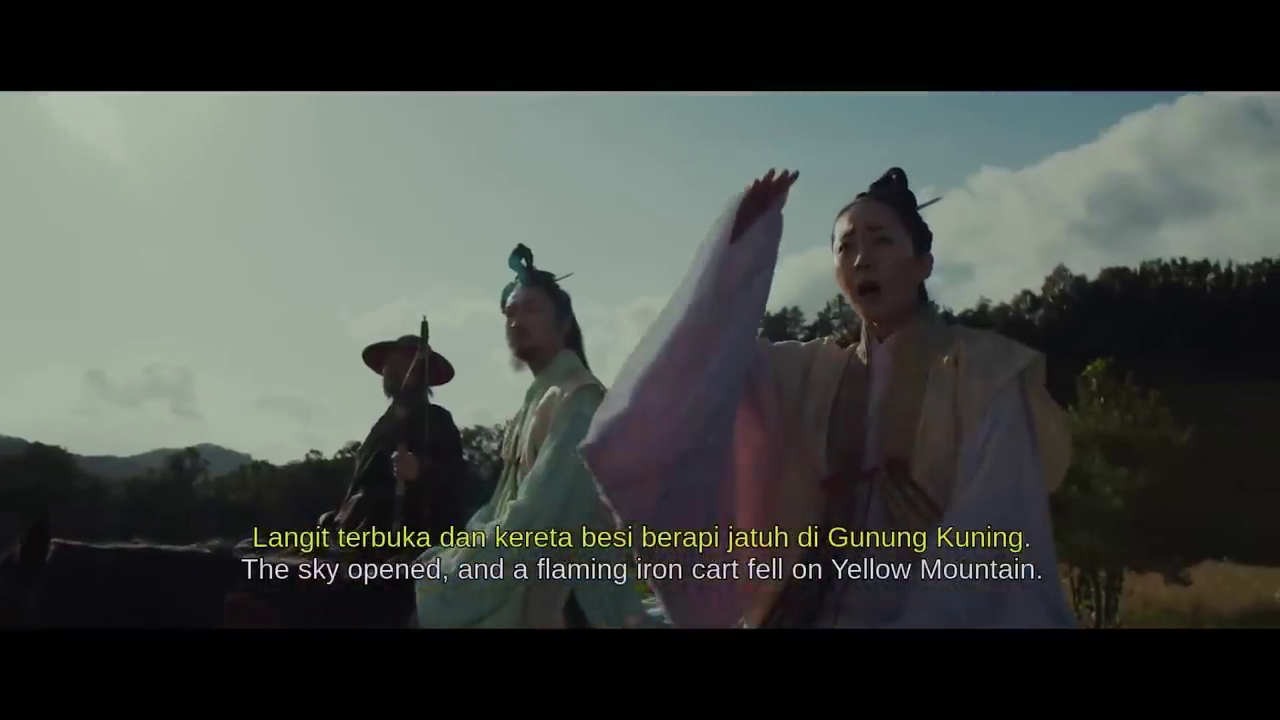 Langit terbuka dan kereta besi berapi jatuh di Gunung Kuning.
The sky opened, and a flaming iron cart fell on Yellow Mountain.